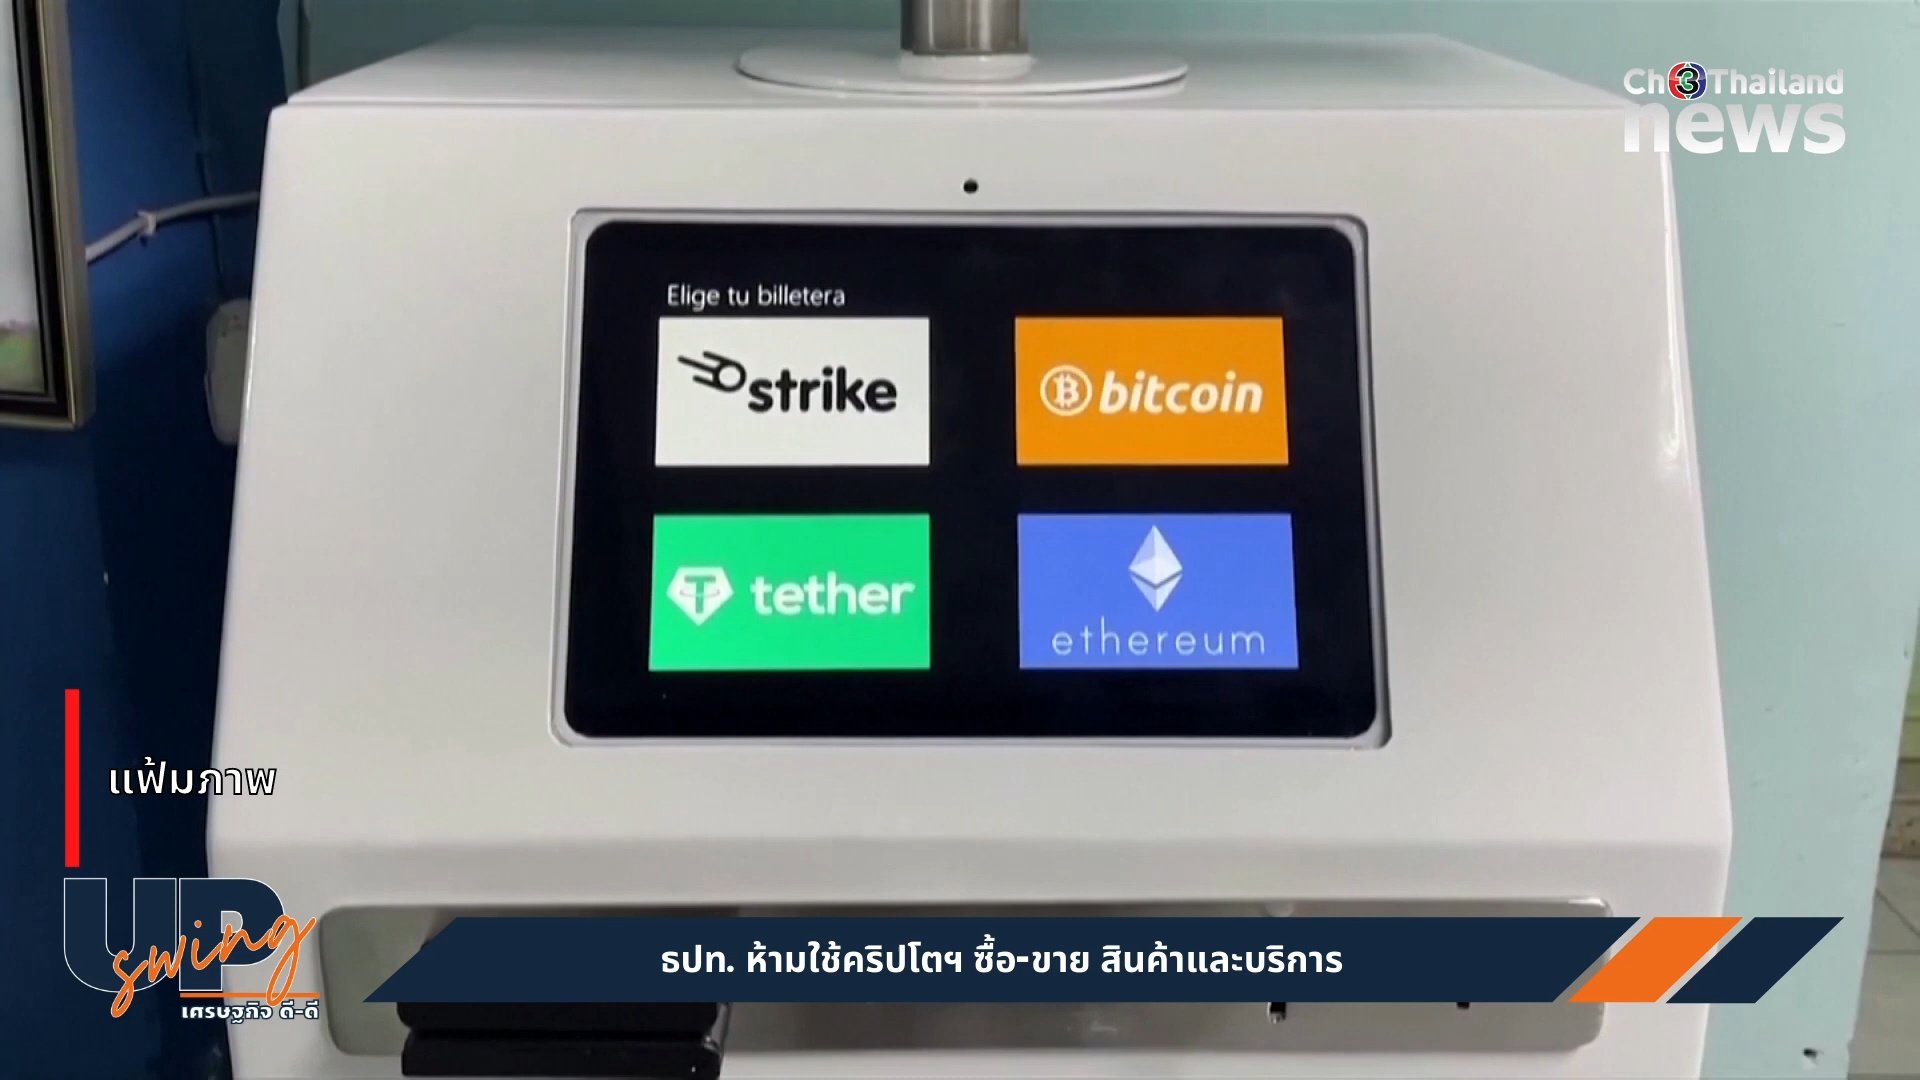 Ch3Thailand
news
Elige tu billetera
strike
bitcoin
tether
ethereum
แฟ้มภาพ
UP
swing
เศรษฐกิจ ดี-ดี
ธปท. ห้ามใช้คริปโตฯ ซื้อ-ขาย สินค้าและบริการ